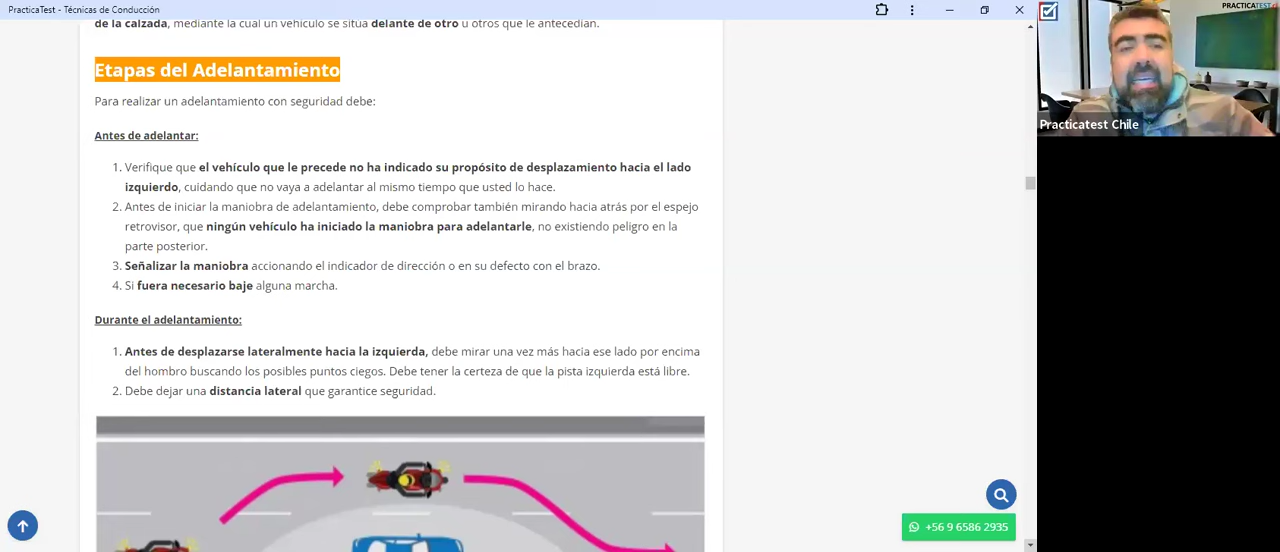 PracticaTest - Técnicas de Conducción
de la calzada, mediante la cual un vehículo se sitúa delante de otro u otros que le antecedían.
Etapas del Adelantamiento
Para realizar un adelantamiento con seguridad debe:
Antes de adelantar:
1. Verifique que el vehículo que le precede no ha indicado su propósito de desplazamiento hacia el lado
izquierdo, cuidando que no vaya a adelantar al mismo tiempo que usted lo hace.
2. Antes de iniciar la maniobra de adelantamiento, debe comprobar también mirando hacia atrás por el espejo
retrovisor, que ningún vehículo ha iniciado la maniobra para adelantarle, no existiendo peligro en la
parte posterior.
3. Señalizar la maniobra accionando el indicador de dirección o en su defecto con el brazo.
4. Si fuera necesario baje alguna marcha.
Durante el adelantamiento:
1. Antes de desplazarse lateralmente hacia la izquierda, debe mirar una vez más hacia ese lado por encima
del hombro buscando los posibles puntos ciegos. Debe tener la certeza de que la pista izquierda está libre.
2. Debe dejar una distancia lateral que garantice seguridad.
+56 9 6586 2935
Practicatest Chile